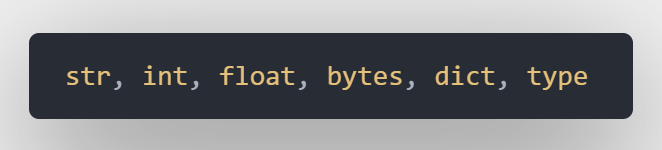 str, int, float, bytes, dict, type